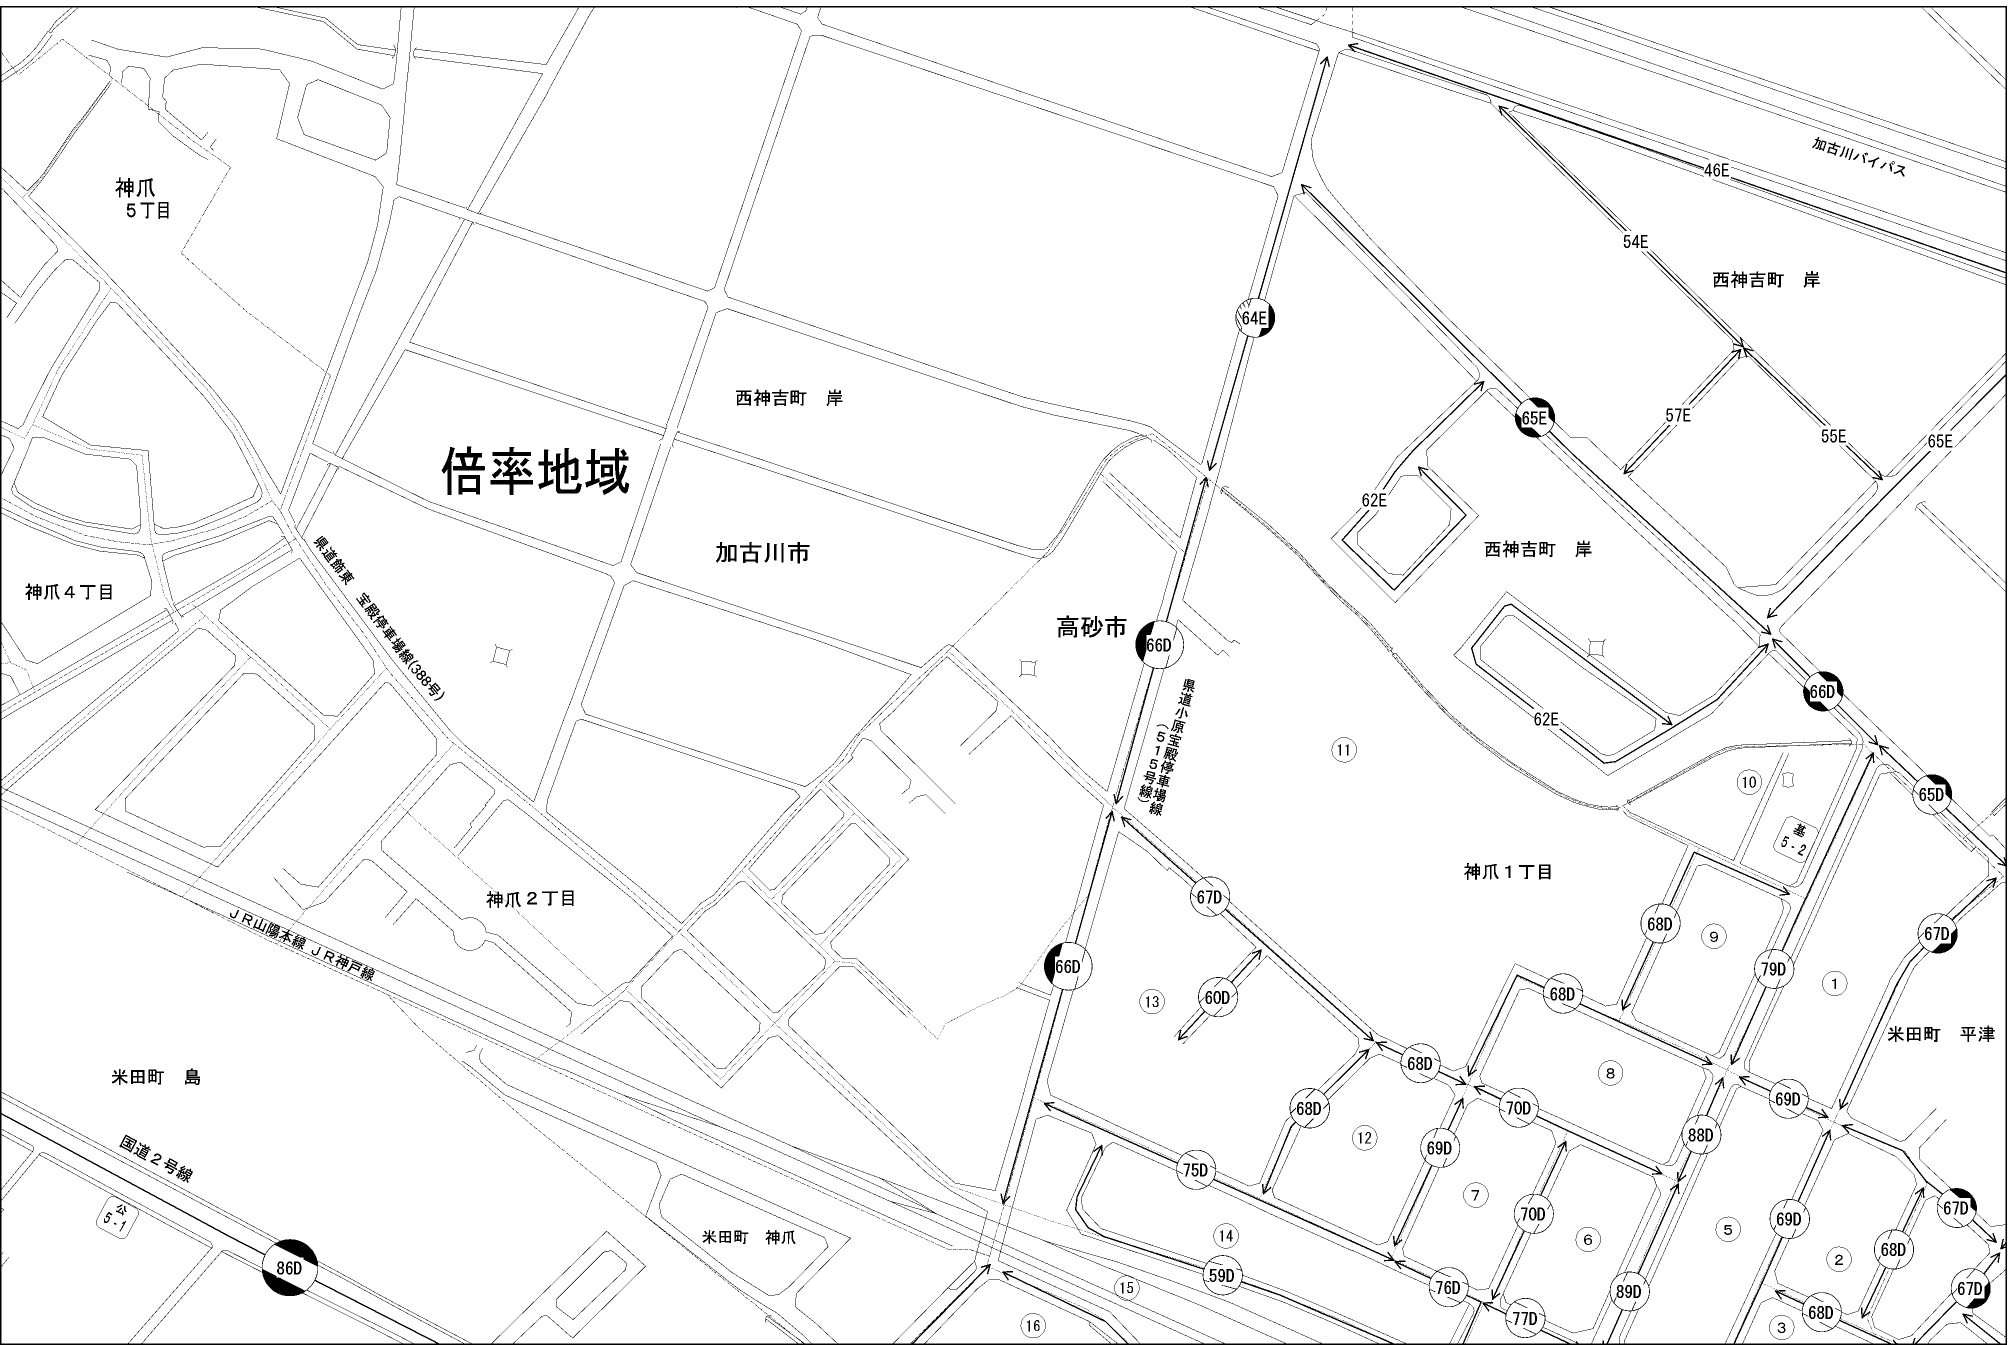 加古川バイパス
46E
神爪
５丁目
54E
西神吉町　岸
64E
西神吉町　岸
65E
57E
55E
65E
倍率地域
62E
加古川市
西神吉町　岸
県道飾東　宝殿停車場線(388号)
神爪４丁目
高砂市
66D
県道小原宝殿停車場線
(５１５号線)
66D
62E
11
10
65D
基
5-2
神爪１丁目
神爪２丁目
67D
68D
9
67D
ＪＲ山陽本線 ＪＲ神戸線
66D
79D
1
13
60D
68D
米田町　平津
米田町　島
68D
8
69D
68D
12
70D
88D
国道２号線
69D
75D
7
70D
67D
公
5-1
69D
5
米田町　神爪
14
6
68D
2
86D
59D
15
76D
89D
67D
16
77D
68D
3